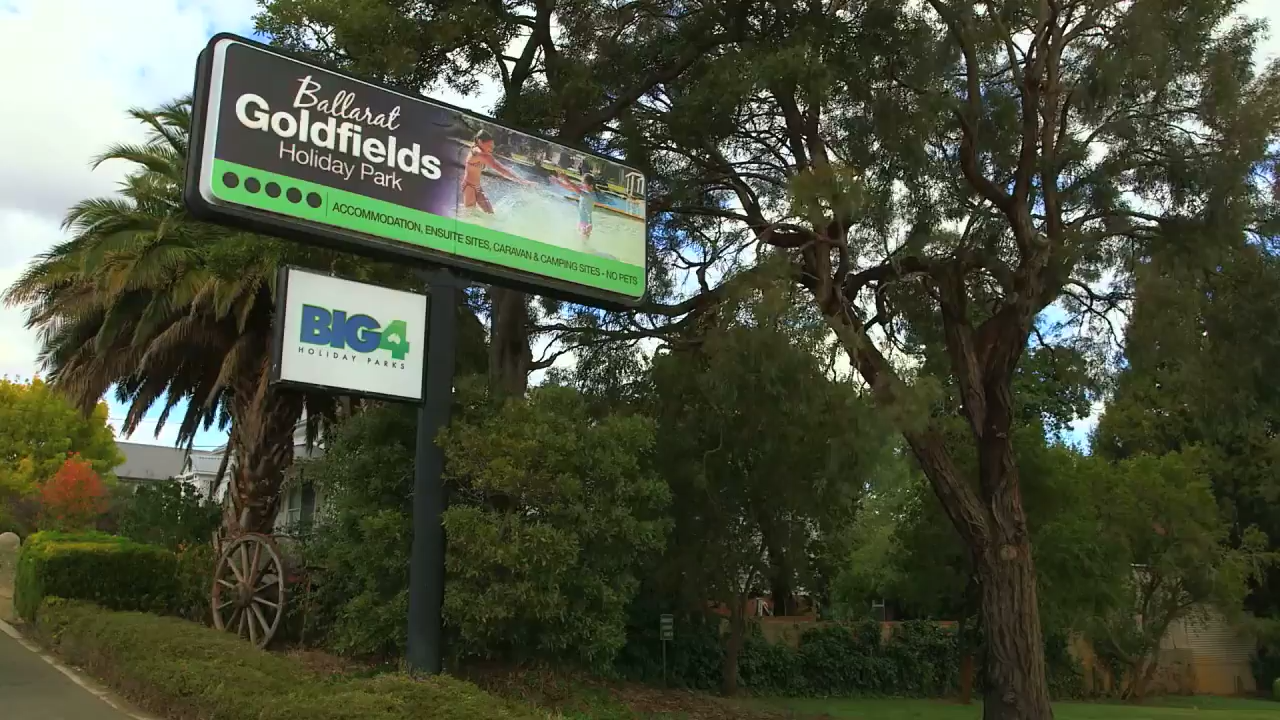 Ballarat
Goldfields
Holiday Park
ACCOMMODATION, ENSUITE SITES, CARAVAN & CAMPING SITES - NO PETS
BIG4
HOLIDAY PARKS